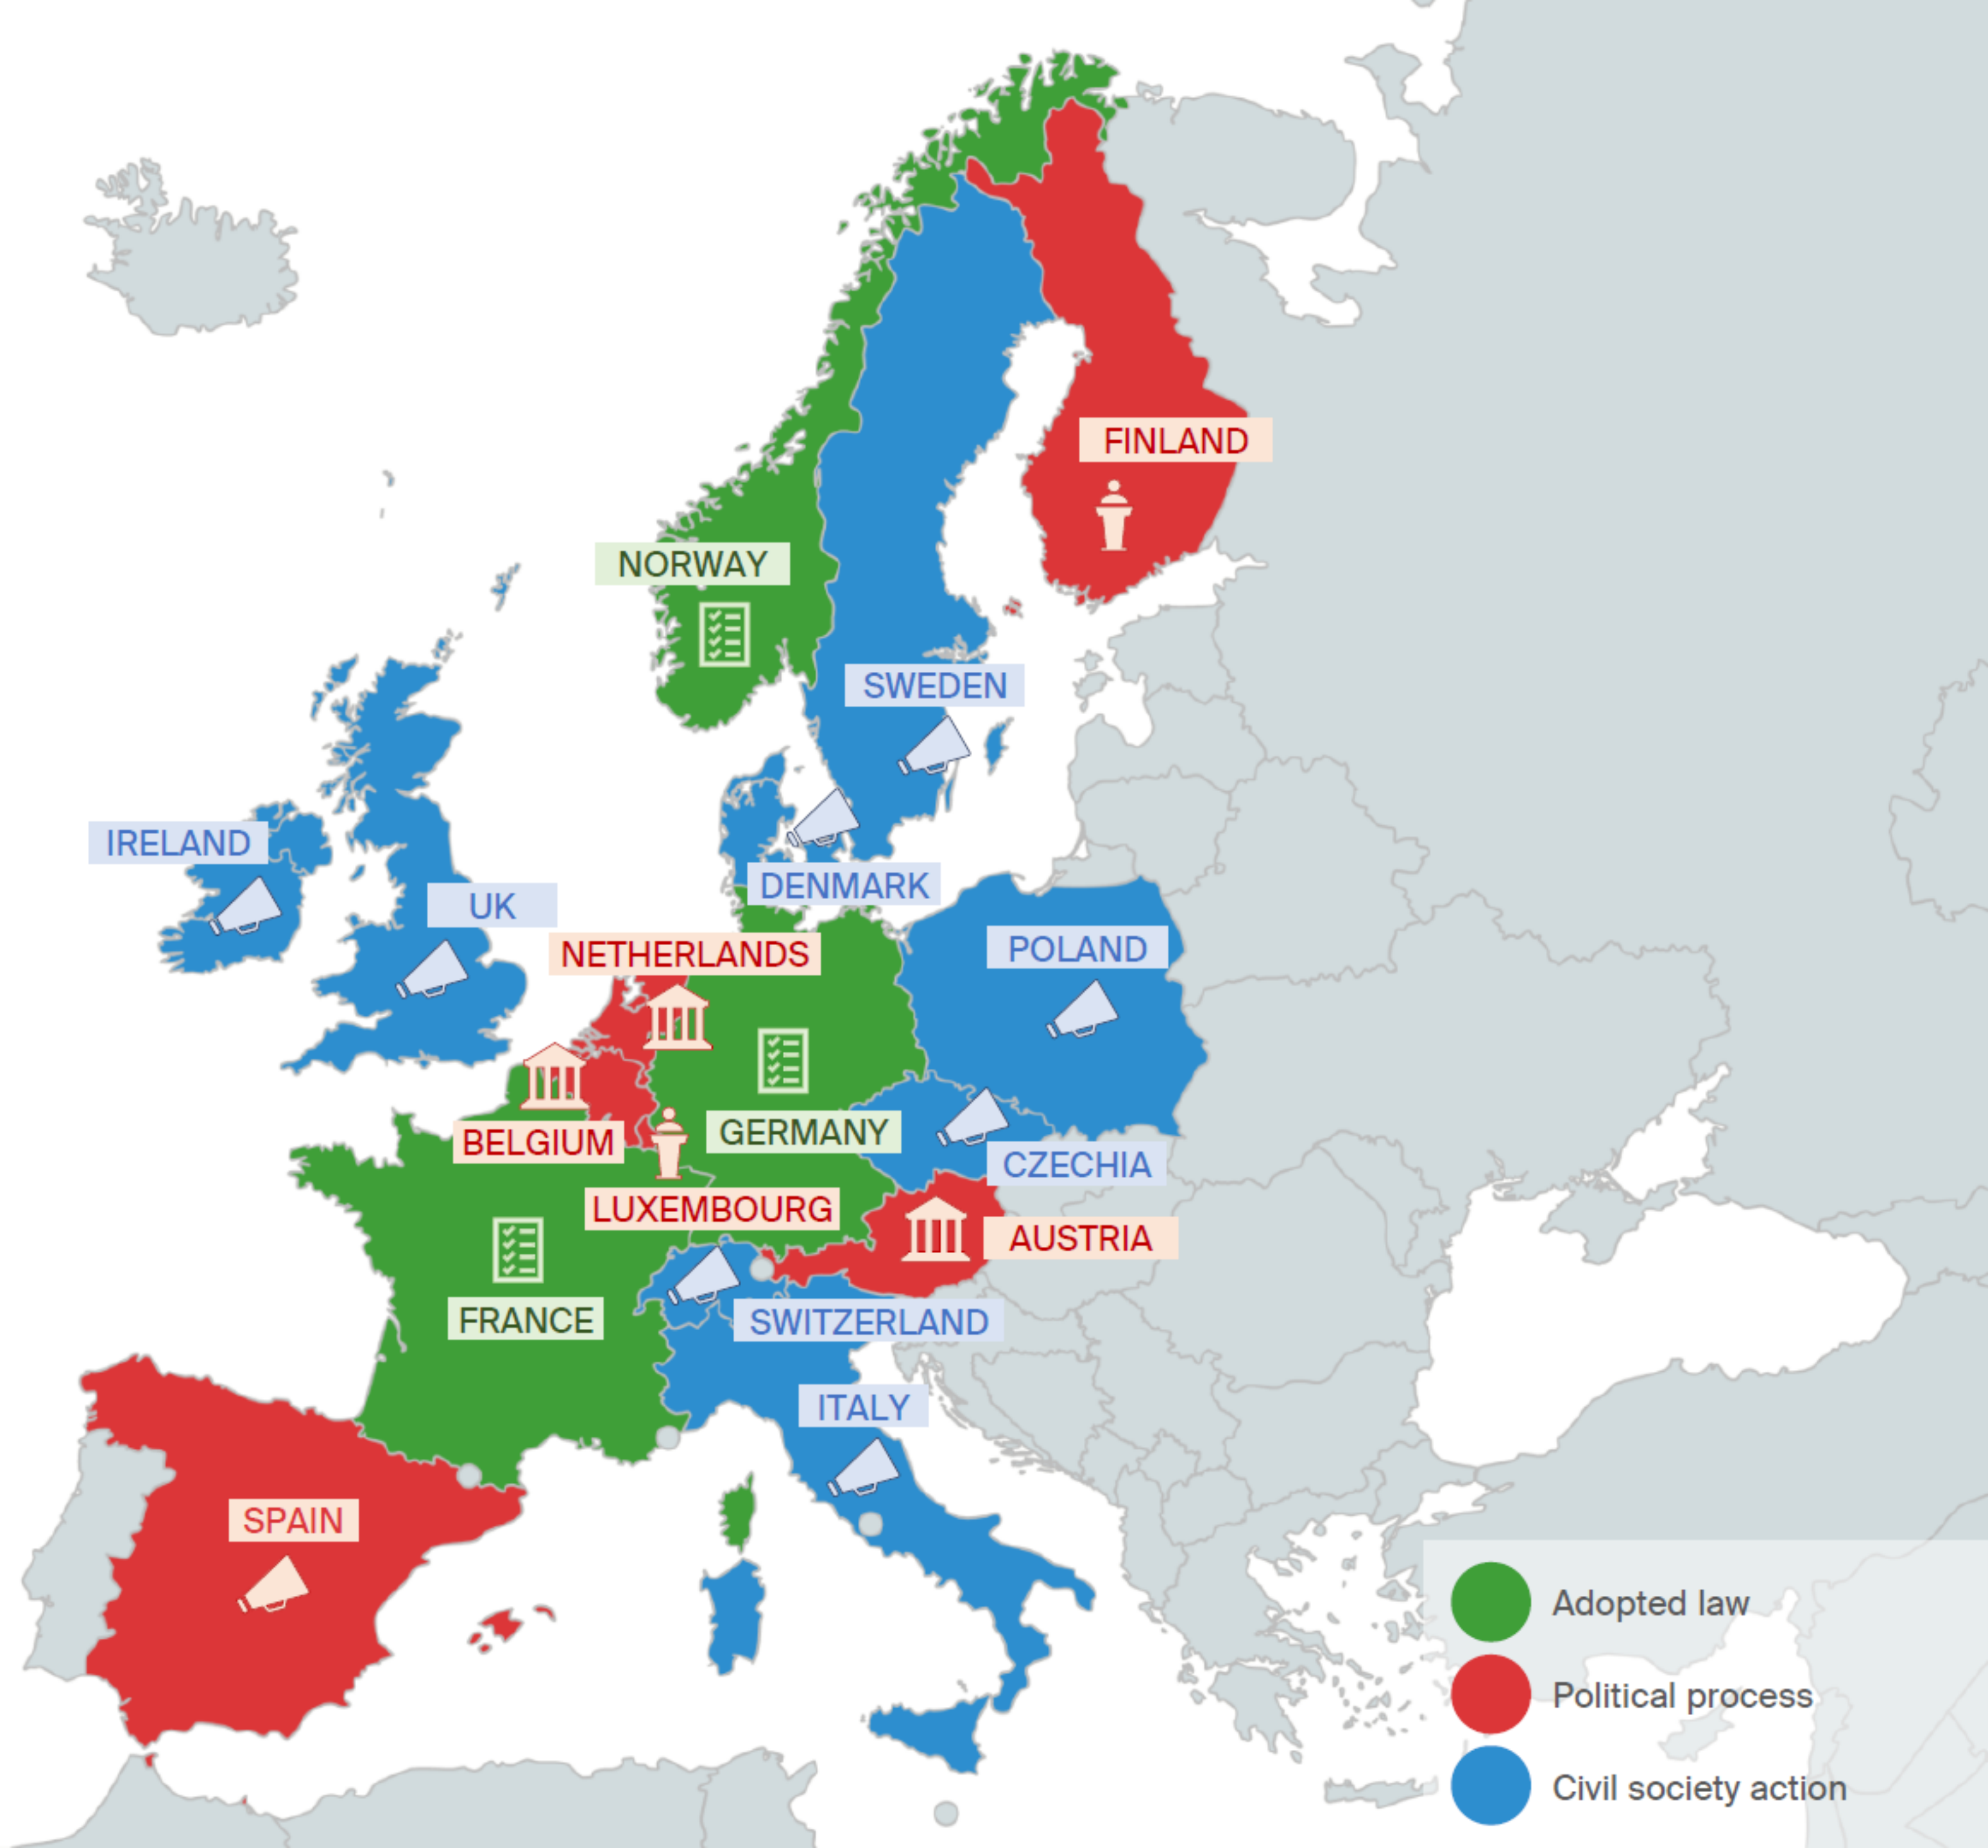 FINLAND
NORWAY
SWEDEN
IRELAND
UK
DENMARK
NETHERLANDS
POLAND
BELGIUM
GERMANY
CZECHIA
LUXEMBOURG
AUSTRIA
FRANCE
SWITZERLAND
ITALY
SPAIN
Adopted law
Political process
Civil society action